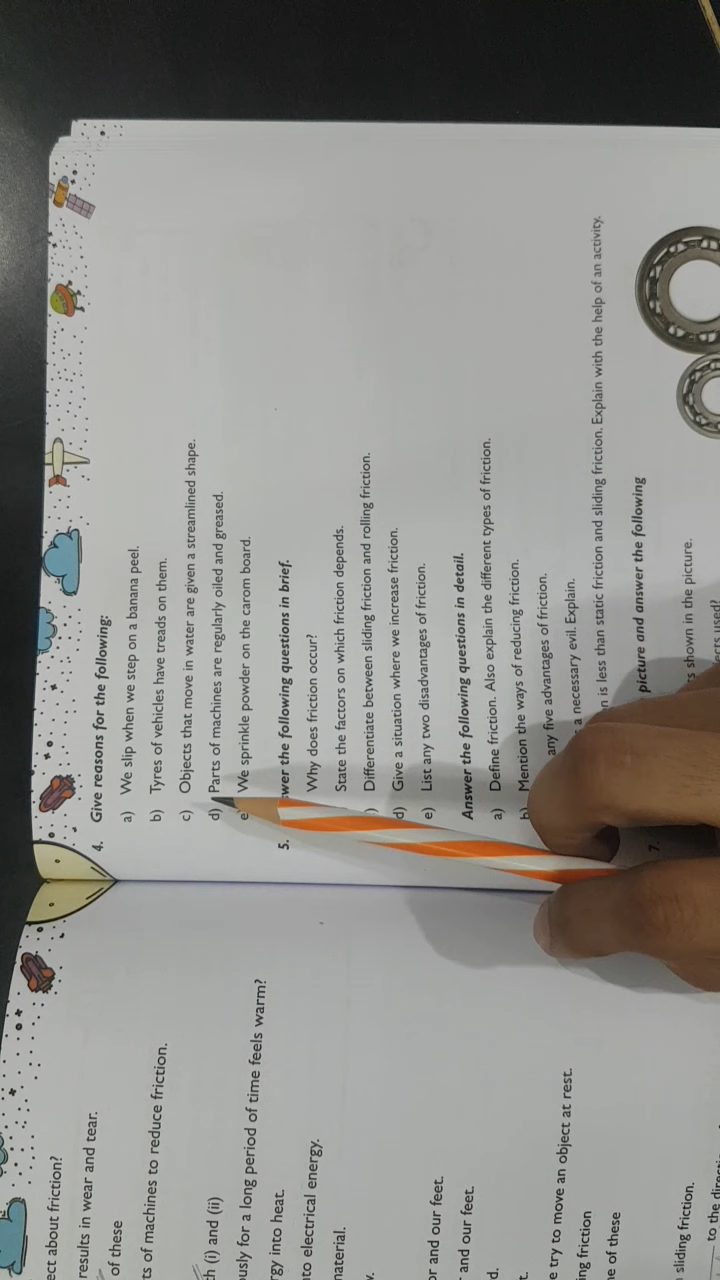 ect about friction?
results in wear and tear.
of these
ts of machines to reduce friction.
h (i) and (ii)
usly for a long period of time feels warm?
rgy into heat.
to electrical energy.
material.
or and our feet.
and our feet.
d.
t.
e try to move an object at rest.
ing friction
e of these
sliding friction.
to the
4. Give reasons for the following:
a) We slip when we step on a banana peel.
b) Tyres of vehicles have treads on them.
c) Objects that move in water are given a streamlined shape.
d) Parts of machines are regularly oiled and greased.
e) We sprinkle powder on the carom board.
5. swer the following questions in brief.
Why does friction occur?
State the factors on which friction depends.
) Differentiate between sliding friction and rolling friction.
d) Give a situation where we increase friction.
e) List any two disadvantages of friction.
Answer the following questions in detail.
a) Define friction. Also explain the different types of friction.
b) Mention the ways of reducing friction.
any five advantages of friction.
a necessary evil. Explain.
n is less than static friction and sliding friction. Explain with the help of an activity.
7. picture and answer the following
rs shown in the picture.
used?